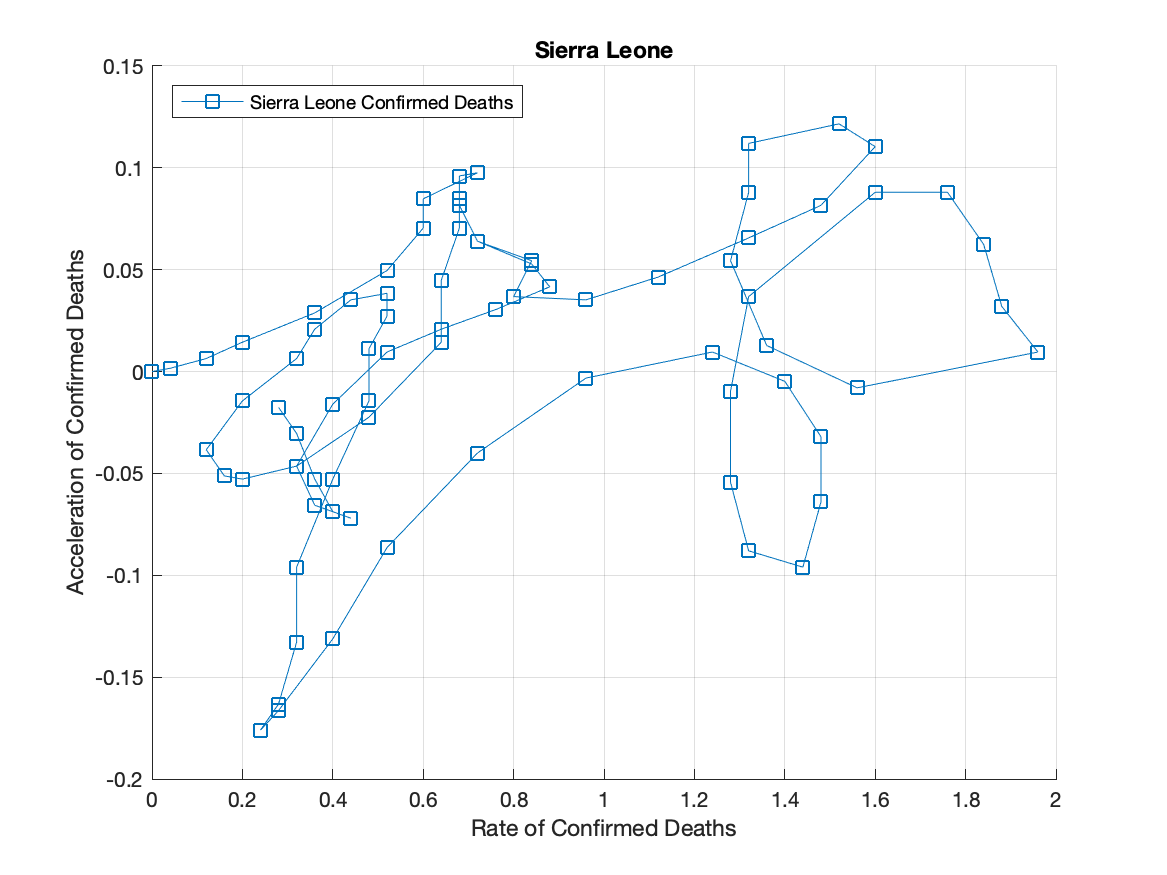 Sierra Leone
Sierra Leone Confirmed Deaths
Acceleration of Confirmed Deaths
0.15
0.1
0.05
0
-0.05
-0.1
-0.15
-0.2
0 0.2 0.4 0.6 0.8 1 1.2 1.4 1.6 1.8 2
Rate of Confirmed Deaths